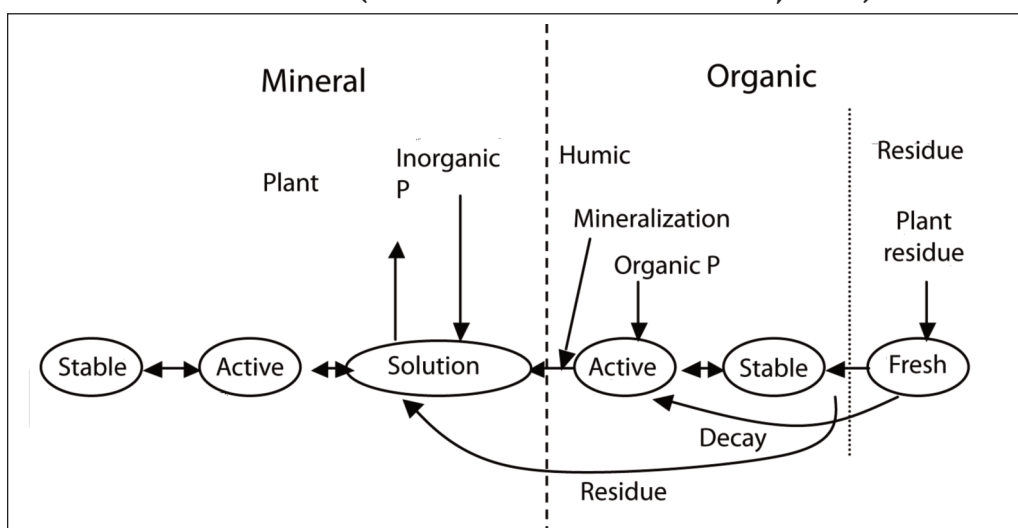 Mineral
Organic
Inorganic
P
Plant
Humic
Residue
Mineralization
Organic P
Plant
residue
Stable
Active
Solution
Active
Stable
Fresh
Decay
Residue